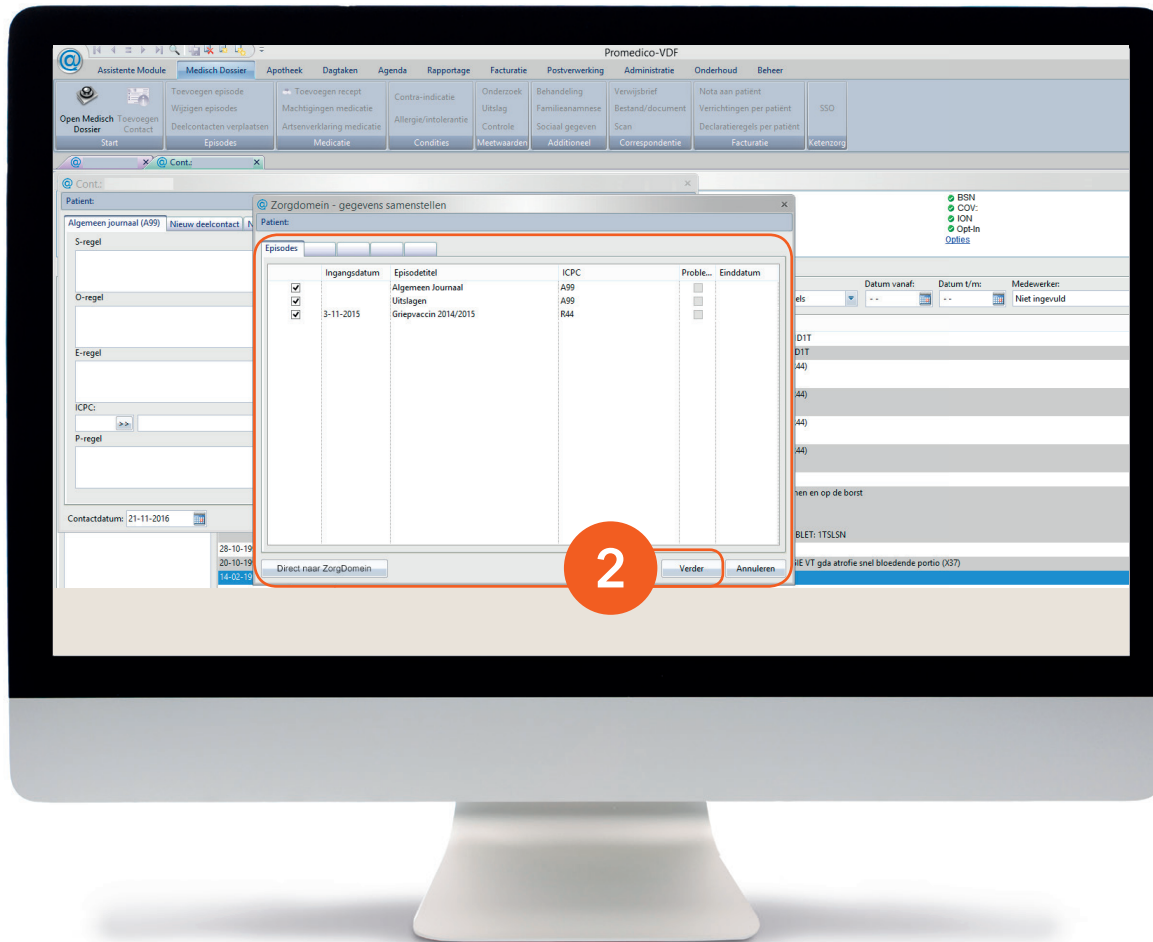 Promedico-VDF
Assistente Module Medisch Dossier Apotheek Dagtaken Agenda Rapportage Facturatie Postverwerking Administratie Onderhoud Beheer
Open Medisch Dossier
Toevoegen Contact
Start
Toevoegen episode
Wijzigen episodes
Deelcontacten verplaatsen
Episodes
Toevoegen recept
Machtigingen medicatie
Artsenverklaring medicatie
Medicatie
Contra-indicatie
Allergie/intolerantie
Condities
Onderzoek
Uitslag
Controle
Meetwaarden
Behandeling
Familieanamnese
Sociaal gegeven
Additioneel
Verwijsbrief
Bestand/document
Scan
Correspondentie
Nota aan patiënt
Verrichtingen per patiënt
Declaratieregels per patiënt
Facturatie
SSO
Ketenzorg
@ x @ Cont.: x
@ Cont.: x
Patient:
Algemeen journaal (A99) Nieuw deelcontact N
S-regel
O-regel
E-regel
ICPC:
>>
P-regel
Contactdatum: 21-11-2016
@ Zorgdomein - gegevens samenstellen x
Patient:
Episodes
Ingangsdatum Episodetitel ICPC Proble... Einddatum
Algemeen Journaal A99
Uitslagen A99
3-11-2015 Griepvaccin 2014/2015 R44
Direct naar ZorgDomein 2 Verder Annuleren
BSN
COV:
ION
Opt-In
Opties
Datum vanaf: Datum t/m: Medewerker:
els - - - - Niet ingevuld
D1T
D1T
44)
44)
44)
44)
nen en op de borst
BLET: 1TSLSN
28-10-19
20-10-19 IE VT gda atrofie snel bloedende portio (X37)
14-02-19